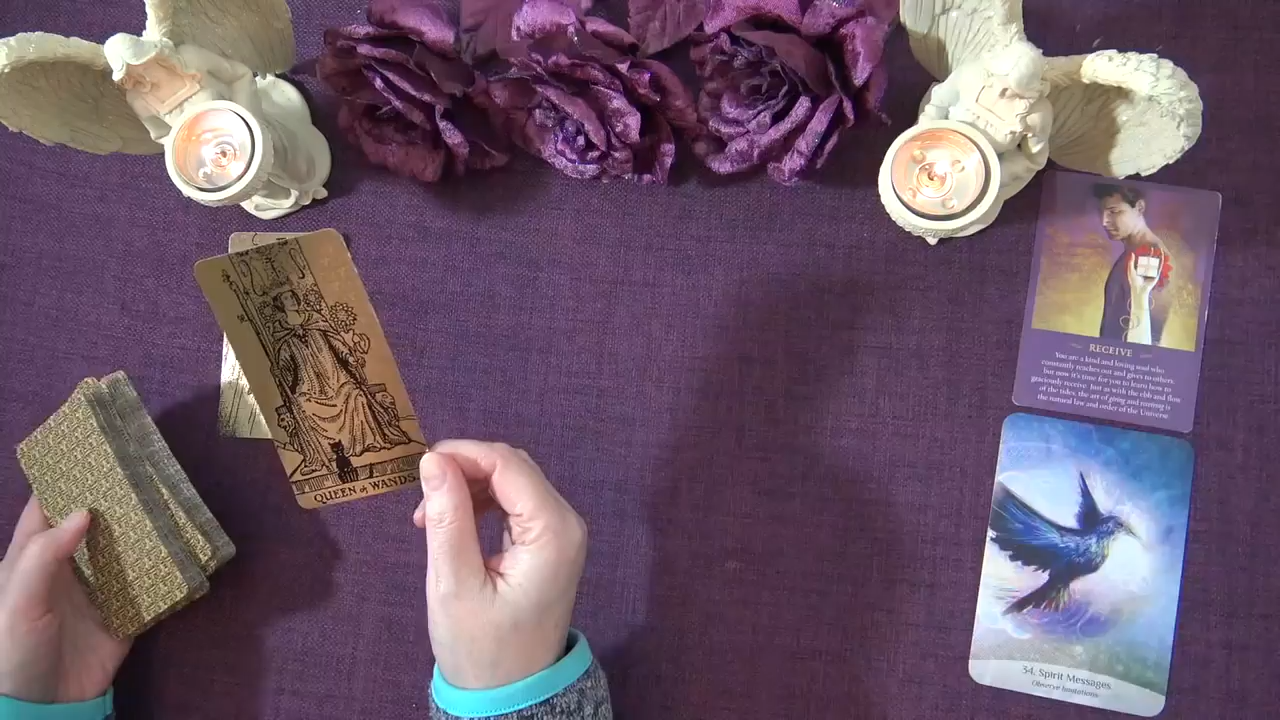 QUEEN of WANDS.
RECEIVE
You are a kind and loving soul who
constantly reaches out and gives to others,
but now it's time for you to learn how to
graciously receive. Just as with the ebb and flow
of the tides, the art of giving and receiving is
the natural law and order of the Universe.
34. Spirit Messages
Observe